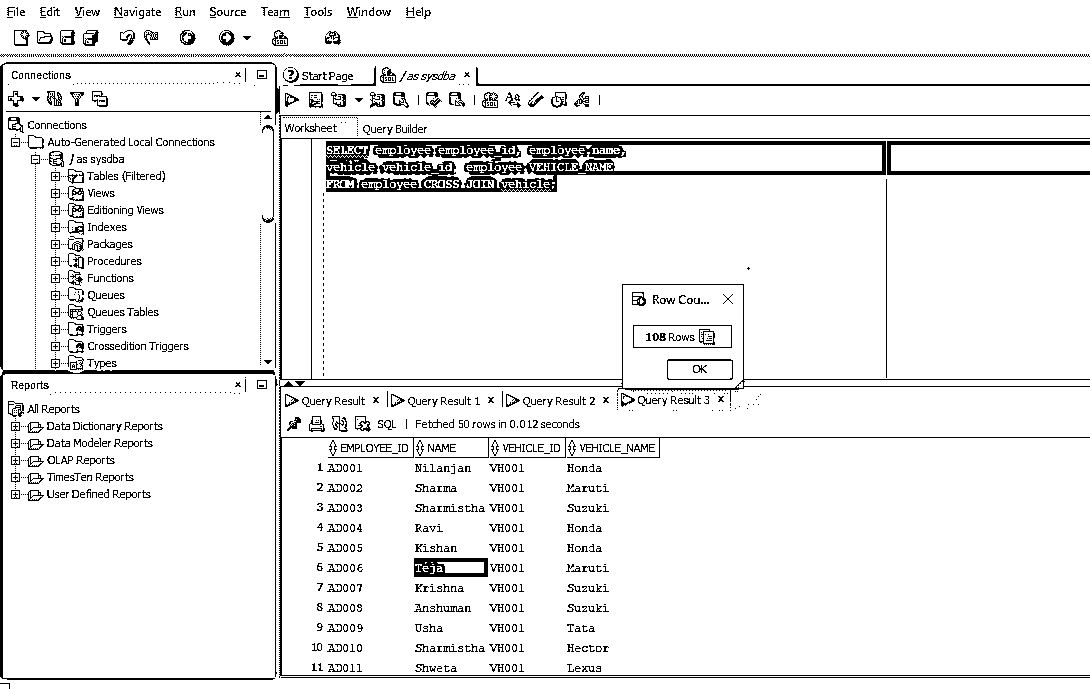 File Edit View Navigate Run Source Team Tools Window Help
Connections
Start Page
/ as sysdba
Connections
Auto-Generated Local Connections
/ as sysdba
Tables (Filtered)
Views
Editioning Views
Indexes
Packages
Procedures
Functions
Queues
Queues Tables
Triggers
Crossedition Triggers
Types
Reports
All Reports
Data Dictionary Reports
Data Modeler Reports
OLAP Reports
TimesTen Reports
User Defined Reports
Worksheet Query Builder
SELECT employee.employee_id, employee.name,
vehicle.vehicle_id, employee.VEHICLE_NAME
FROM employee CROSS JOIN vehicle;
Row Cou...
108 Rows
OK
Query Result Query Result 1 Query Result 2 Query Result 3
SQL | Fetched 50 rows in 0.012 seconds
EMPLOYEE_ID NAME VEHICLE_ID VEHICLE_NAME
1 AD001 Nilanjan VH001 Honda
2 AD002 Sharma VH001 Maruti
3 AD003 Sharmistha VH001 Suzuki
4 AD004 Ravi VH001 Honda
5 AD005 Kishan VH001 Honda
6 AD006 Teja VH001 Maruti
7 AD007 Krishna VH001 Suzuki
8 AD008 Anshuman VH001 Suzuki
9 AD009 Usha VH001 Tata
10 AD010 Sharmistha VH001 Hector
11 AD011 Shweta VH001 Lexus